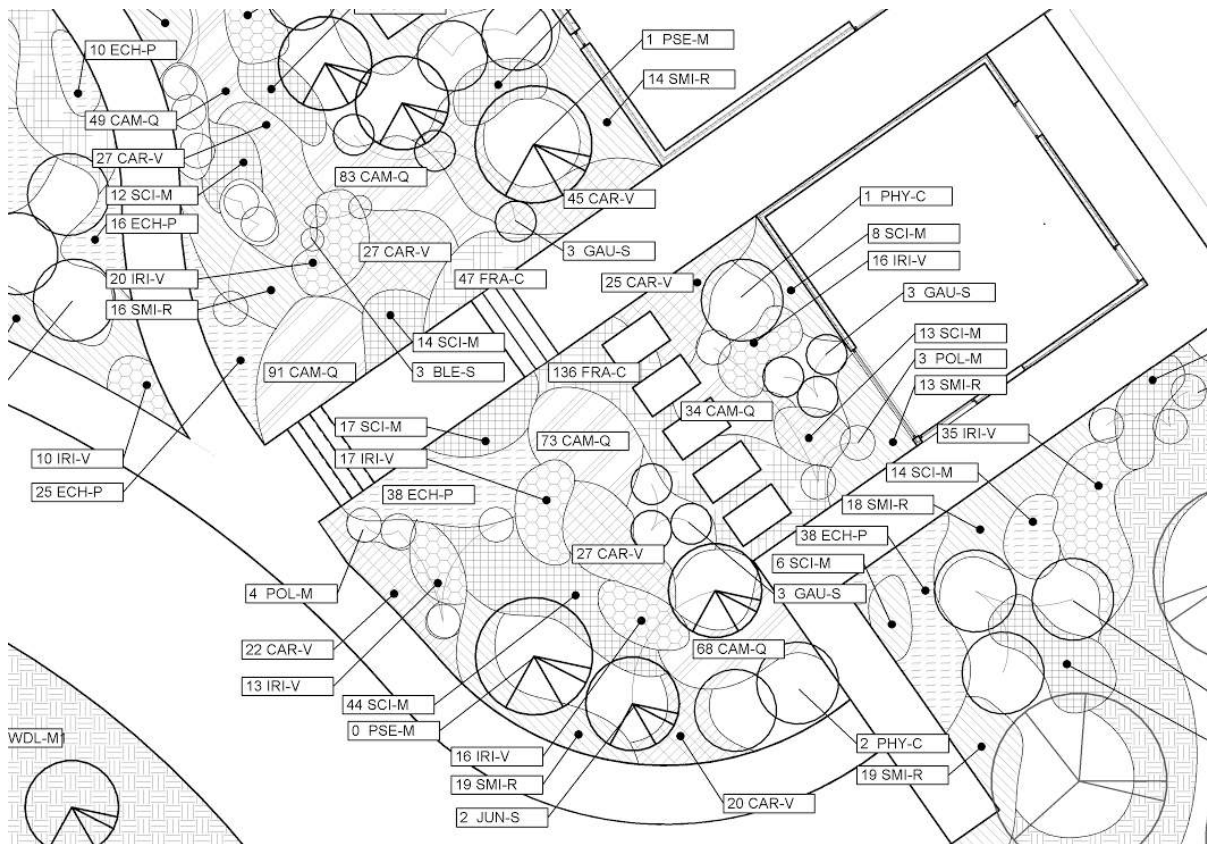 1 PSE-M
10 ECH-P
14 SMI-R
49 CAM-Q
27 CAR-V
83 CAM-Q
12 SCI-M
45 CAR-V
1 PHY-C
16 ECH-P
8 SCI-M
27 CAR-V
3 GAU-S
16 IRI-V
20 IRI-V
47 FRA-C
25 CAR-V
3 GAU-S
16 SMI-R
13 SCI-M
14 SCI-M
3 POL-M
91 CAM-Q
3 BLE-S
136 FRA-C
13 SMI-R
34 CAM-Q
17 SCI-M
73 CAM-Q
35 IRI-V
10 IRI-V
17 IRI-V
14 SCI-M
25 ECH-P
38 ECH-P
18 SMI-R
38 ECH-P
27 CAR-V
6 SCI-M
4 POL-M
3 GAU-S
22 CAR-V
68 CAM-Q
13 IRI-V
44 SCI-M
0 PSE-M
WDL-M1
2 PHY-C
16 IRI-V
19 SMI-R
19 SMI-R
20 CAR-V
2 JUN-S